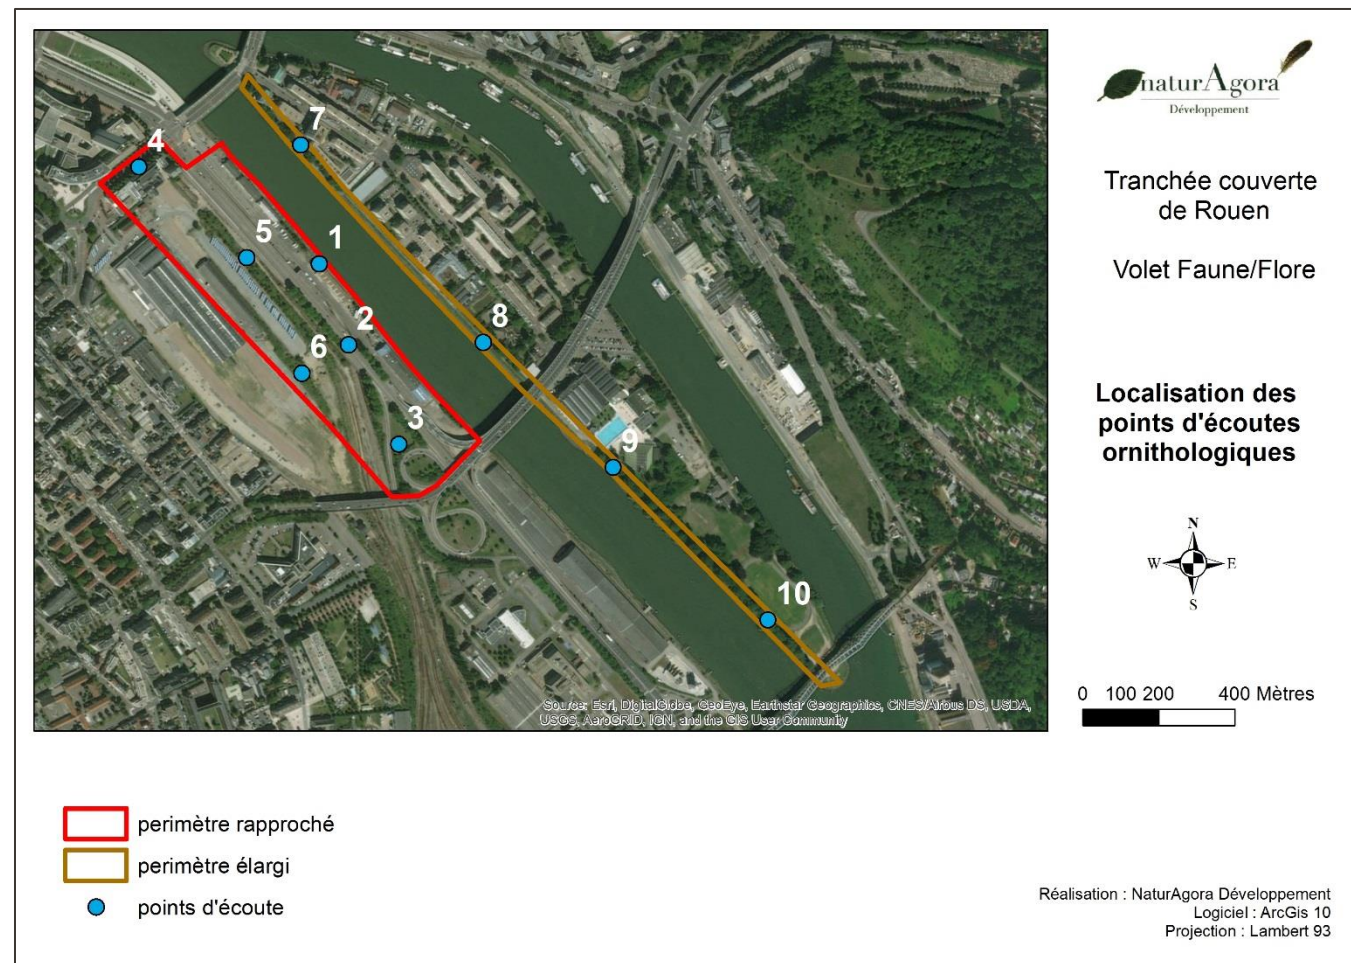 naturAgora
Développement
Tranchée couverte
de Rouen
Volet Faune/Flore
Localisation des
points d'écoutes
ornithologiques
N
W E
S
0 100 200 400 Mètres
7
4
5
1
2
8
6
3
9
10
Source: Esri, DigitalGlobe, GeoEye, Earthstar Geographics, CNES/Airbus DS, USDA,
USGS, AeroGRID, IGN, and the GIS User Community
perimètre rapproché
perimètre élargi
points d'écoute
Réalisation : NaturAgora Développement
Logiciel : ArcGis 10
Projection : Lambert 93